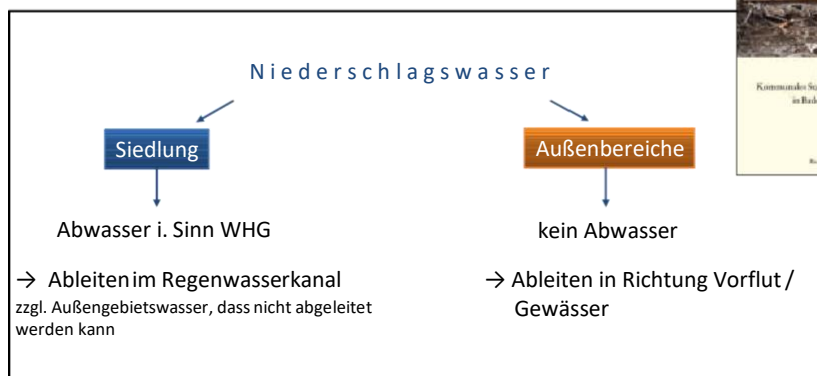 Niederschlagswasser
Siedlung
Abwasser i. Sinn WHG
→ Ableiten im Regenwasserkanal
zzgl. Außengebietswasser, dass nicht abgeleitet
werden kann
Außenbereiche
kein Abwasser
→ Ableiten in Richtung Vorflut /
Gewässer
Kommunales